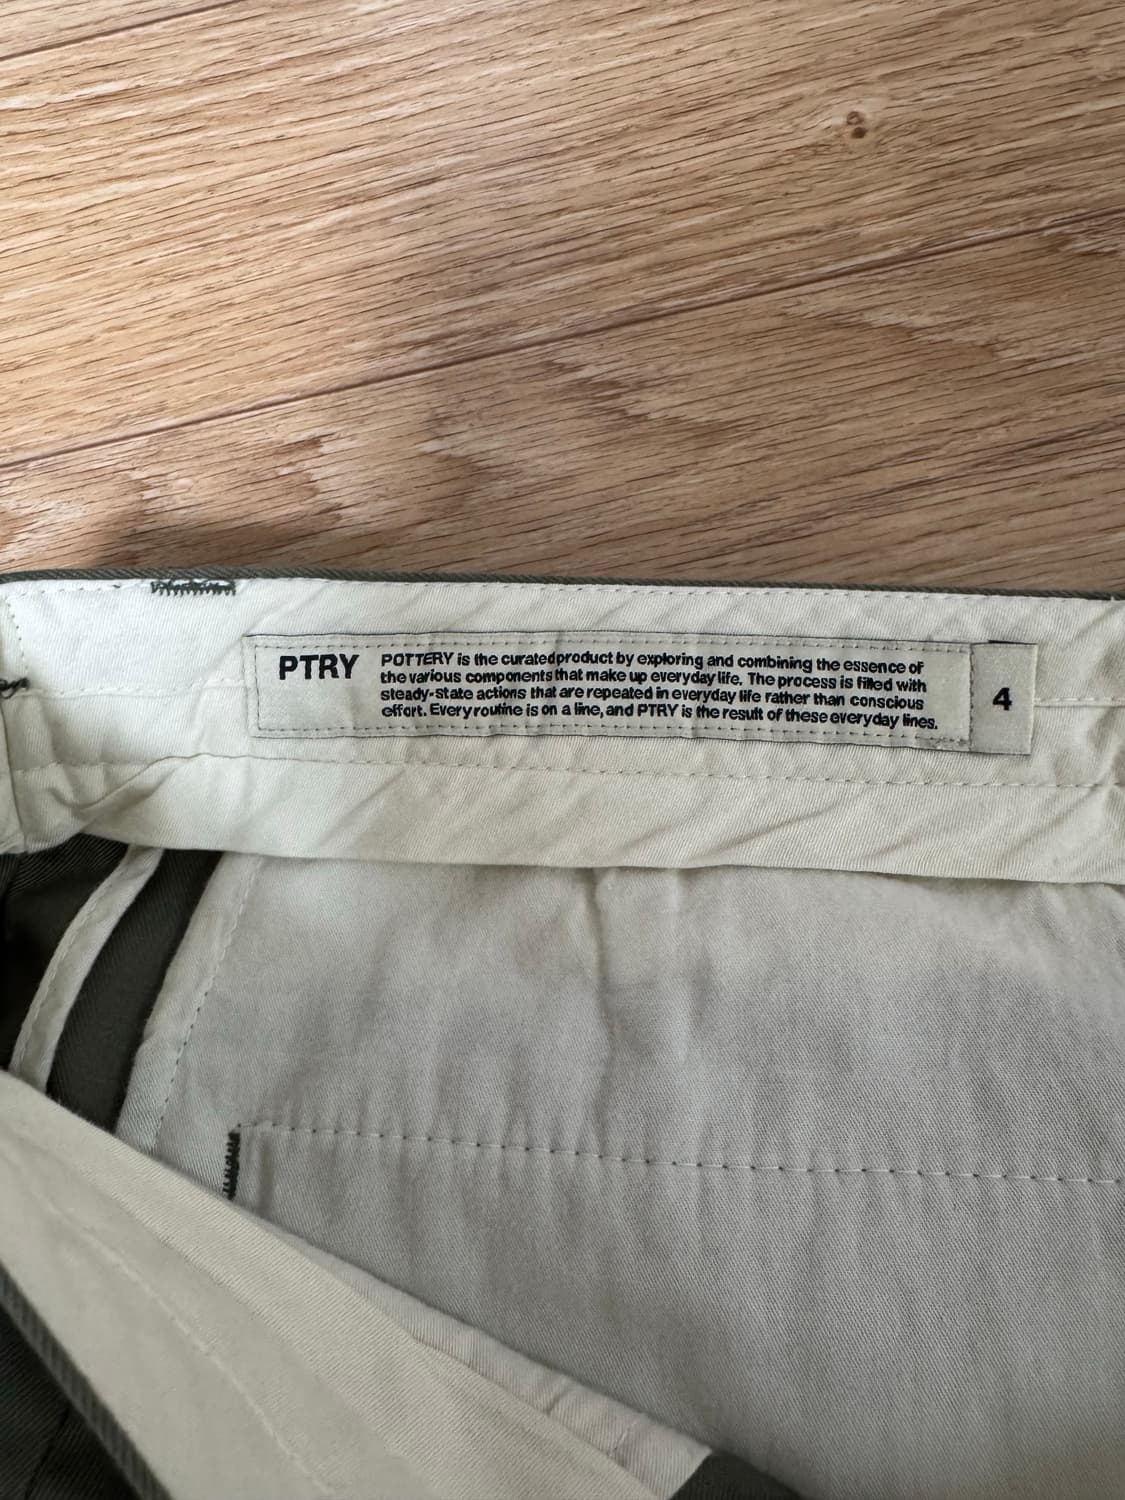 PTRY
POTTERY is the curated product by exploring and combining the essence of
the various components that make up everyday life. The process is filled with
steady-state actions that are repeated in everyday life rather than conscious
effort. Every routine is on a line, and PTRY is the result of these everyday lines.
4